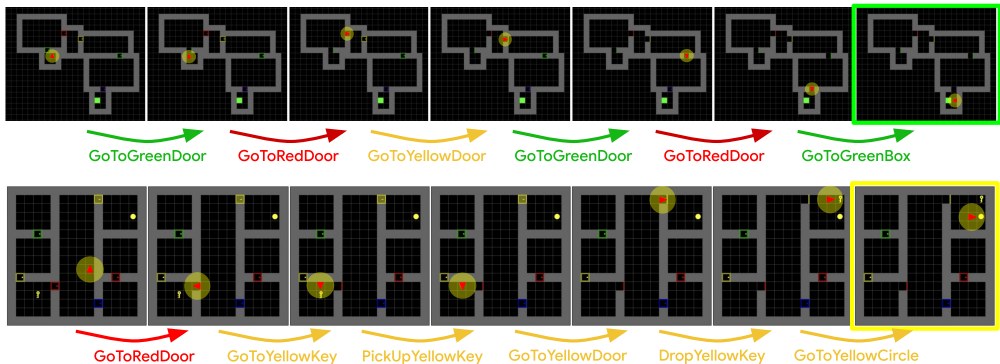 GoToGreenDoor GoToRedDoor GoToYellowDoor GoToGreenDoor GoToRedDoor GoToGreenBox
GoToRedDoor GoToYellowKey PickUpYellowKey GoToYellowDoor DropYellowKey GoToYellowCircle